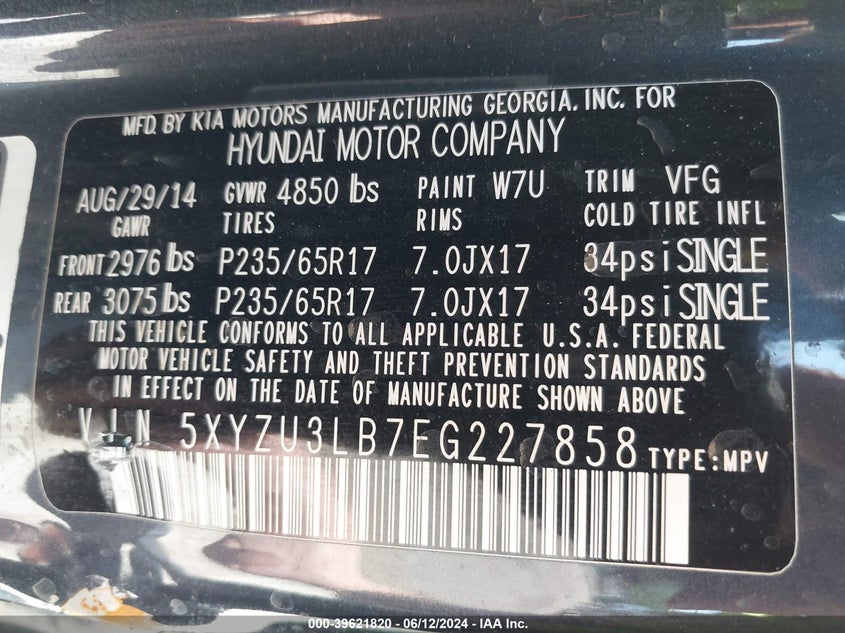 MFD. BY KIA MOTORS MANUFACTURING GEORGIA, INC. FOR
HYUNDAI MOTOR COMPANY
AUG/29/14 GVWR 4850 lbs PAINT W7U TRIM VFG
GAWR TIRES RIMS COLD TIRE INFL
FRONT 2976 lbs P235/65R17 7.0JX17 34psi SINGLE
REAR 3075 lbs P235/65R17 7.0JX17 34psi SINGLE
THIS VEHICLE CONFORMS TO ALL APPLICABLE U.S.A. FEDERAL
MOTOR VEHICLE SAFETY AND THEFT PREVENTION STANDARDS
IN EFFECT ON THE DATE OF MANUFACTURE SHOWN ABOVE
VIN 5XYZU3LB7EG227858 TYPE:MPV
000-39621820 - 06/12/2024 - IAA Inc.